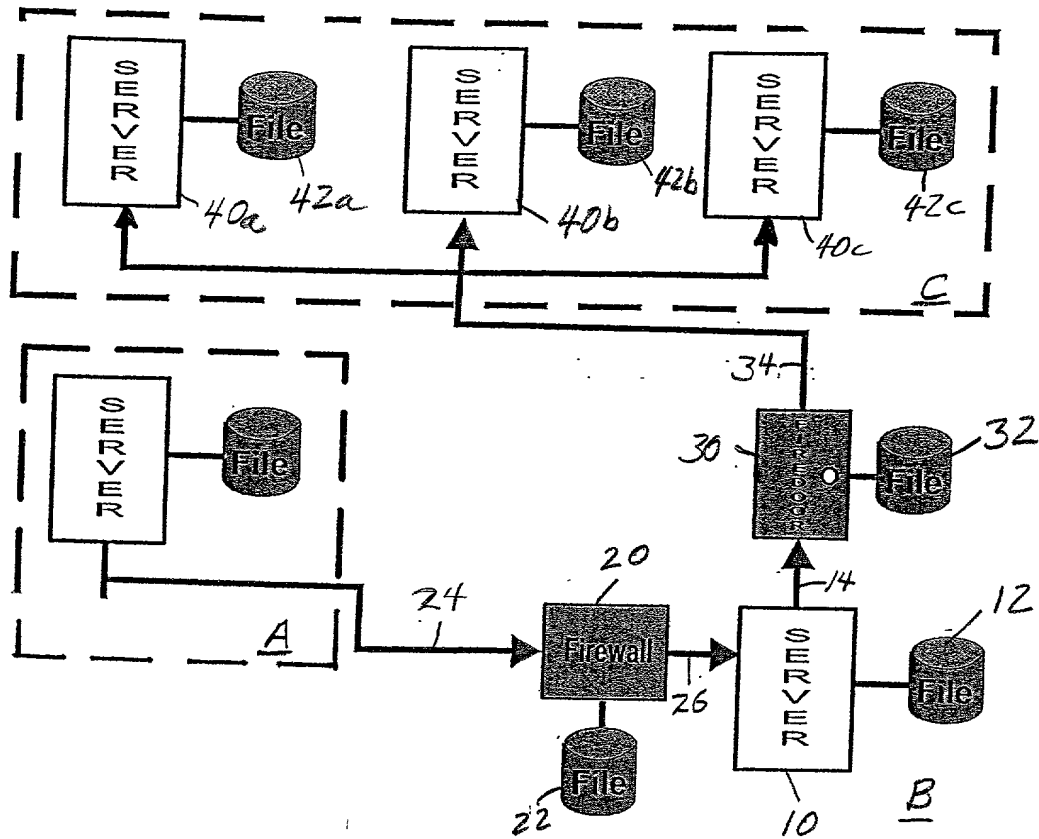 SERVER
File
SERVER
File
SERVER
File
40a
42a
40b
42b
40c
42c
C
SERVER
File
A
24
34
30
FIREDOOR
File
32
20
Firewall
26
14
SERVER
File
12
File
22
10
B